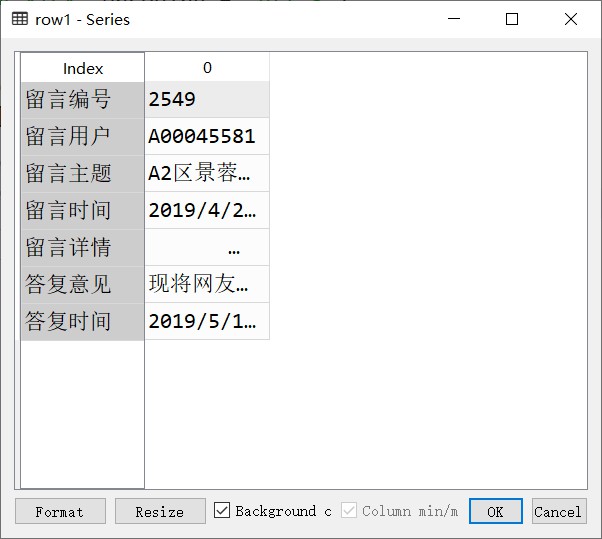 row1 - Series
Index 0
留言编号 2549
留言用户 A00045581
留言主题 A2区景蓉…
留言时间 2019/4/2…
留言详情 …
答复意见 现将网友…
答复时间 2019/5/1…
Format Resize Background c Column min/m OK Cancel